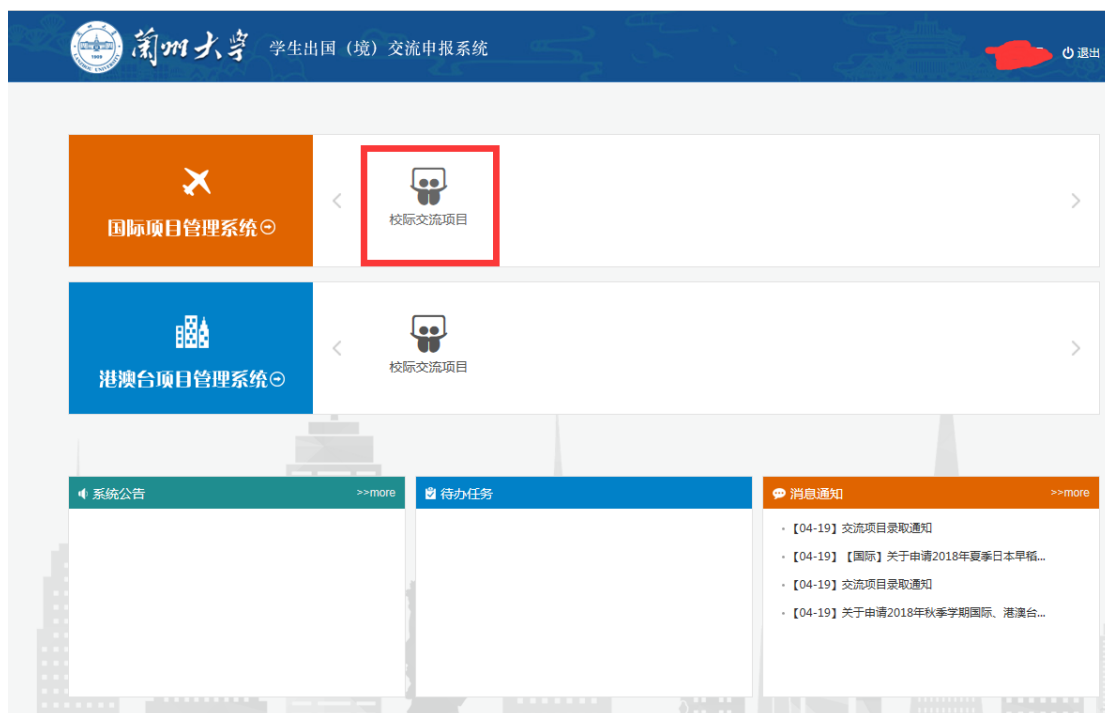 兰州大学 学生出国（境）交流申报系统
退出
国际项目管理系统
校际交流项目
港澳台项目管理系统
校际交流项目
系统公告 >>more
待办任务
消息通知 >>more
【04-19】交流项目录取通知
【04-19】【国际】关于申请2018年夏季日本早稻...
【04-19】交流项目录取通知
【04-19】关于申请2018年秋季学期国际、港澳台...